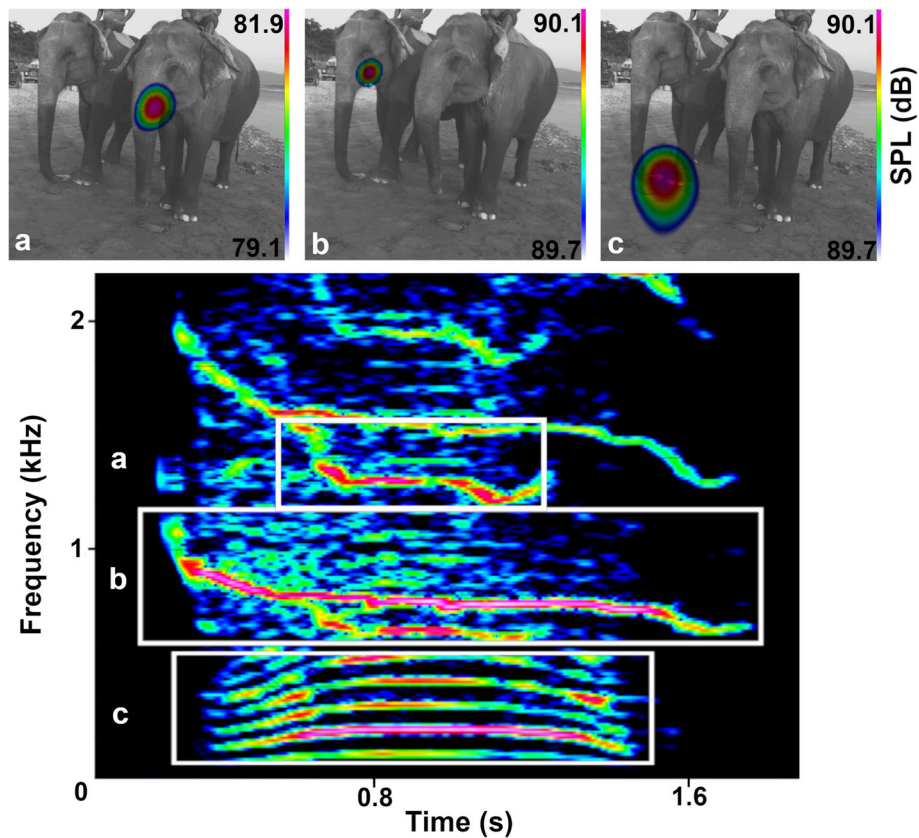 81.9
79.1
a
90.1
89.7
b
90.1
89.7
c
SPL (dB)
Frequency (kHz)
2
1
0
a
b
c
0.8
1.6
Time (s)